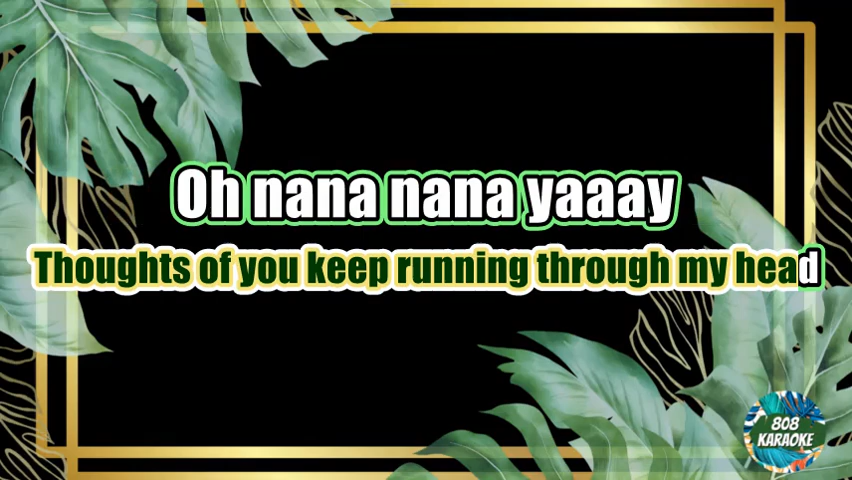 Oh nana nana yaaay
Thoughts of you keep running through my head
808
KARAOKE